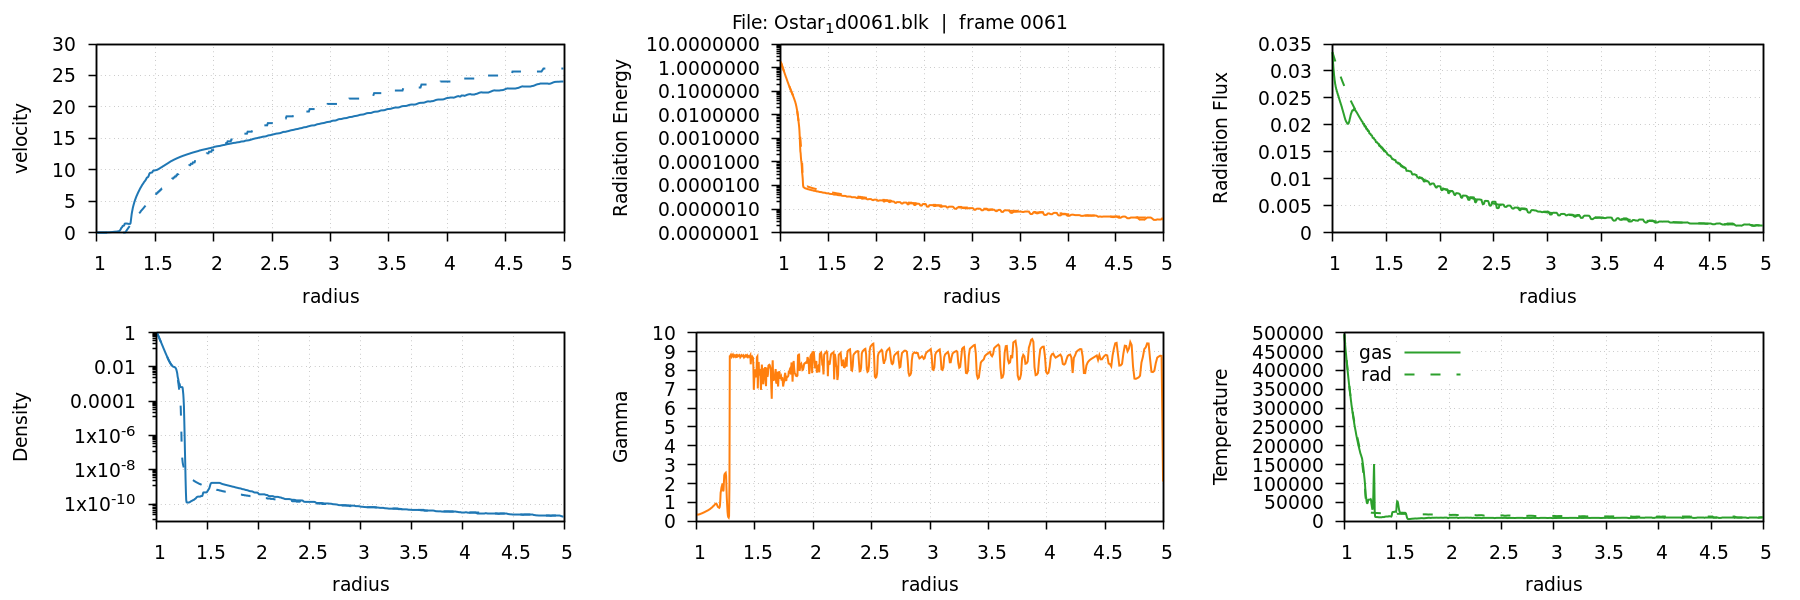 File: Ostar₁d0061.blk | frame 0061
velocity
30
25
20
15
10
5
0
1 1.5 2 2.5 3 3.5 4 4.5 5
radius
Radiation Energy
10.0000000
1.0000000
0.1000000
0.0100000
0.0010000
0.0001000
0.0000100
0.0000010
0.0000001
1 1.5 2 2.5 3 3.5 4 4.5 5
radius
Radiation Flux
0.035
0.03
0.025
0.02
0.015
0.01
0.005
0
1 1.5 2 2.5 3 3.5 4 4.5 5
radius
Density
1
0.01
0.0001
1x10⁻⁶
1x10⁻⁸
1x10⁻¹⁰
1 1.5 2 2.5 3 3.5 4 4.5 5
radius
Gamma
10
9
8
7
6
5
4
3
2
1
0
1 1.5 2 2.5 3 3.5 4 4.5 5
radius
Temperature
500000
450000
400000
350000
300000
250000
200000
150000
100000
50000
0
gas
rad
1 1.5 2 2.5 3 3.5 4 4.5 5
radius